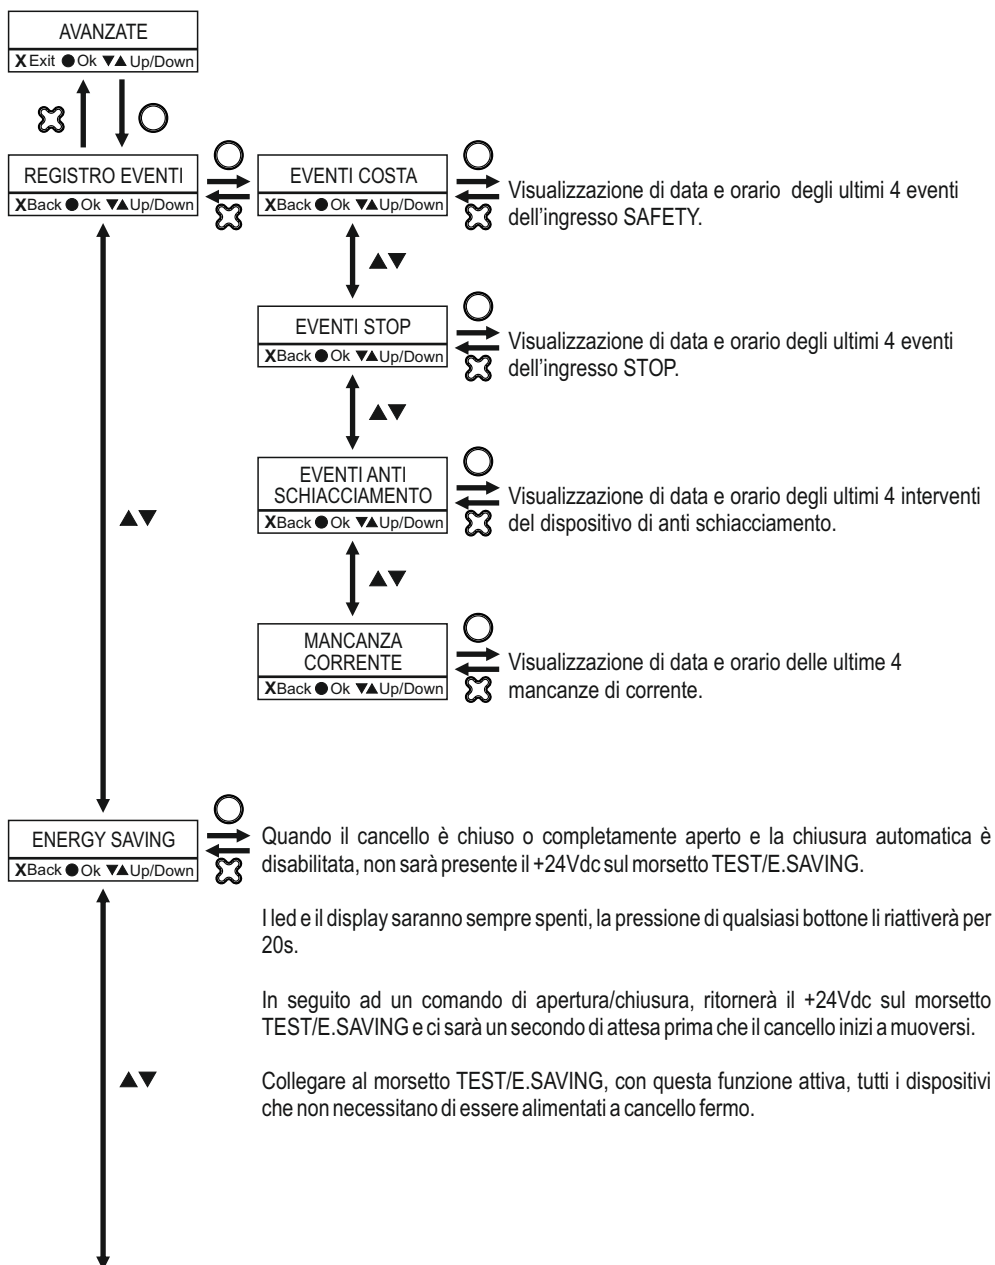 AVANZATE
X Exit ● Ok ▼▲ Up/Down
REGISTRO EVENTI
XBack ● Ok ▼▲Up/Down
EVENTI COSTA
XBack ● Ok ▼▲Up/Down
Visualizzazione di data e orario degli ultimi 4 eventi
dell'ingresso SAFETY.
▲▼
EVENTI STOP
XBack ● Ok ▼▲Up/Down
Visualizzazione di data e orario degli ultimi 4 eventi
dell'ingresso STOP.
▲▼
EVENTI ANTI
SCHIACCIAMENTO
XBack ● Ok ▼▲Up/Down
Visualizzazione di data e orario degli ultimi 4 interventi
del dispositivo di anti schiacciamento.
▲▼
▲▼
MANCANZA
CORRENTE
XBack ● Ok ▼▲Up/Down
Visualizzazione di data e orario delle ultime 4
mancanze di corrente.
ENERGY SAVING
XBack ● Ok ▼▲Up/Down
Quando il cancello è chiuso o completamente aperto e la chiusura automatica è
disabilitata, non sarà presente il +24Vdc sul morsetto TEST/E.SAVING.
I led e il display saranno sempre spenti, la pressione di qualsiasi bottone li riattiverà per
20s.
In seguito ad un comando di apertura/chiusura, ritornerà il +24Vdc sul morsetto
TEST/E.SAVING e ci sarà un secondo di attesa prima che il cancello inizi a muoversi.
▲▼
Collegare al morsetto TEST/E.SAVING, con questa funzione attiva, tutti i dispositivi
che non necessitano di essere alimentati a cancello fermo.